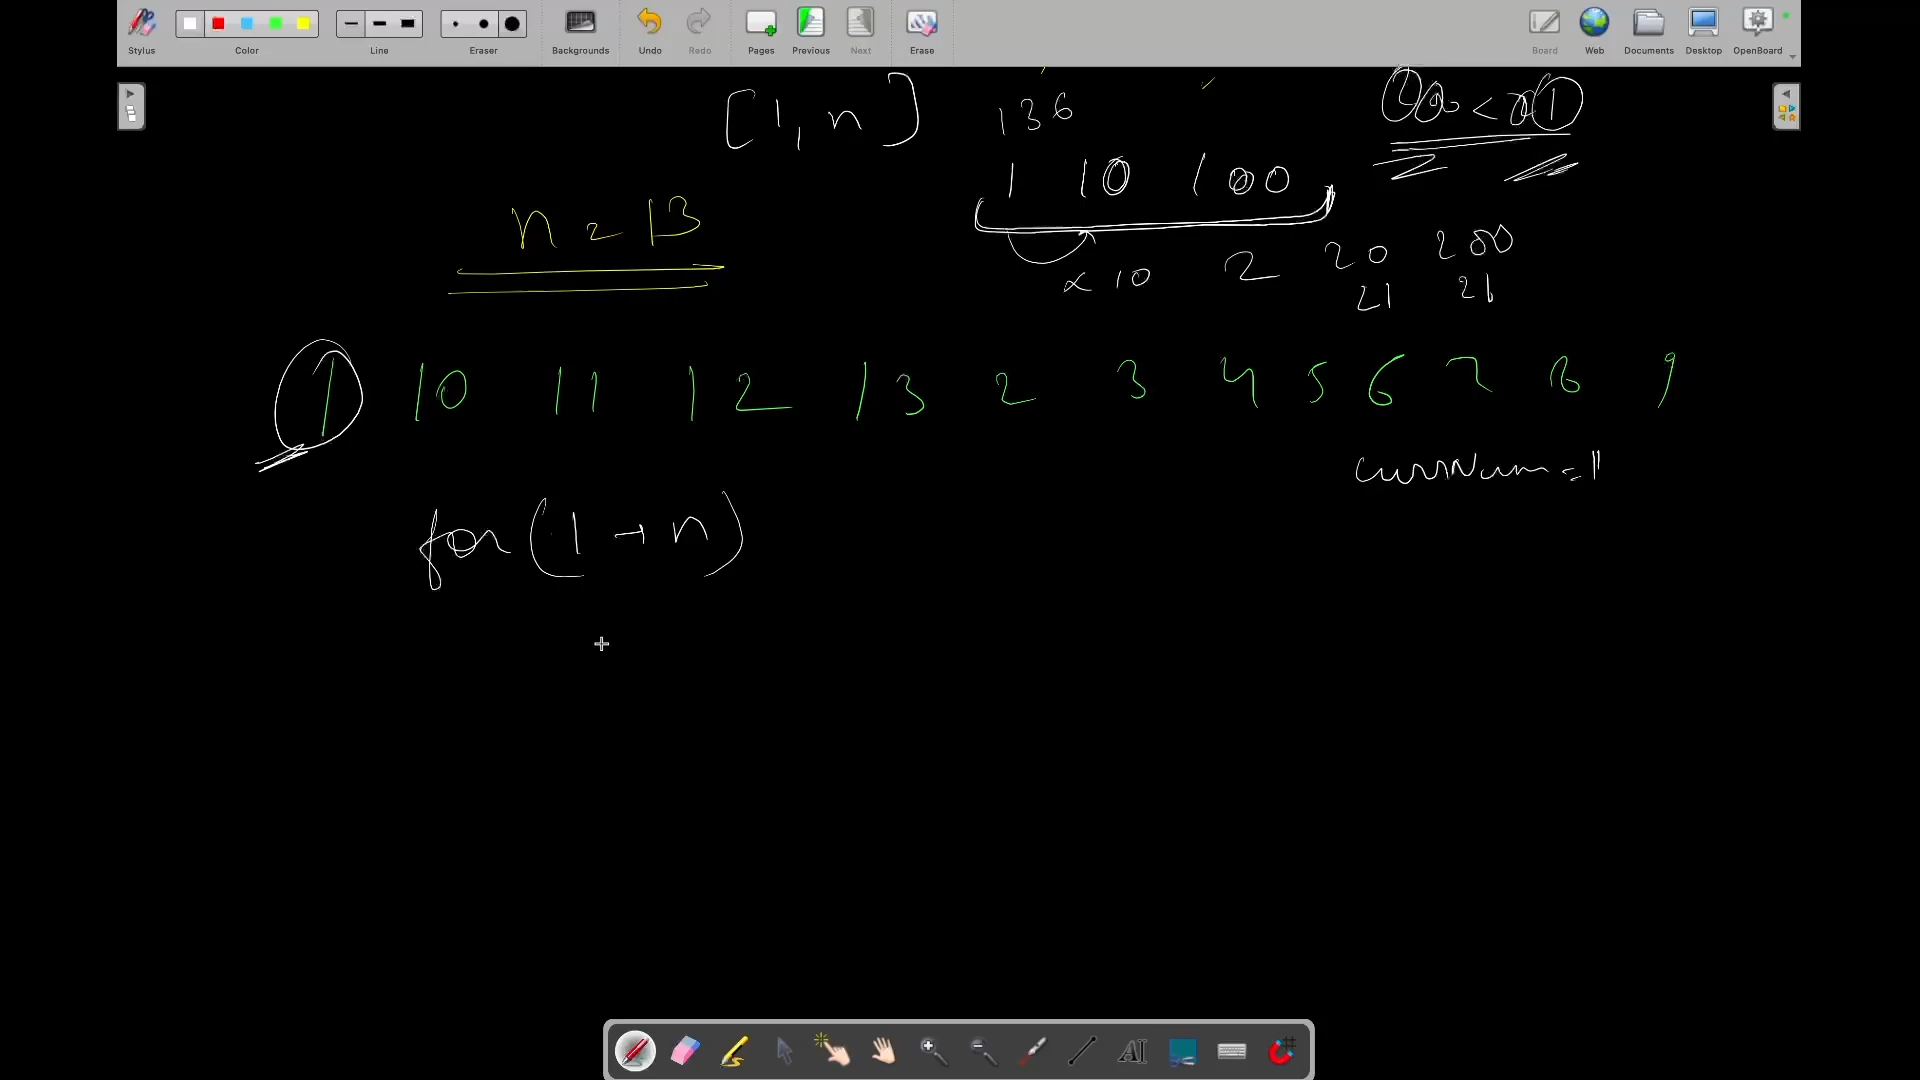 Stylus Color Line Eraser Backgrounds Undo Redo Pages Previous Next Erase Board Web Documents Desktop OpenBoard
[1, n] 136
1 10 100
n = 13
x 10 2 20 200
21 21
1 10 11 12 13 2 3 4 5 6 7 8 9
currNum = 1
for (1 → n)